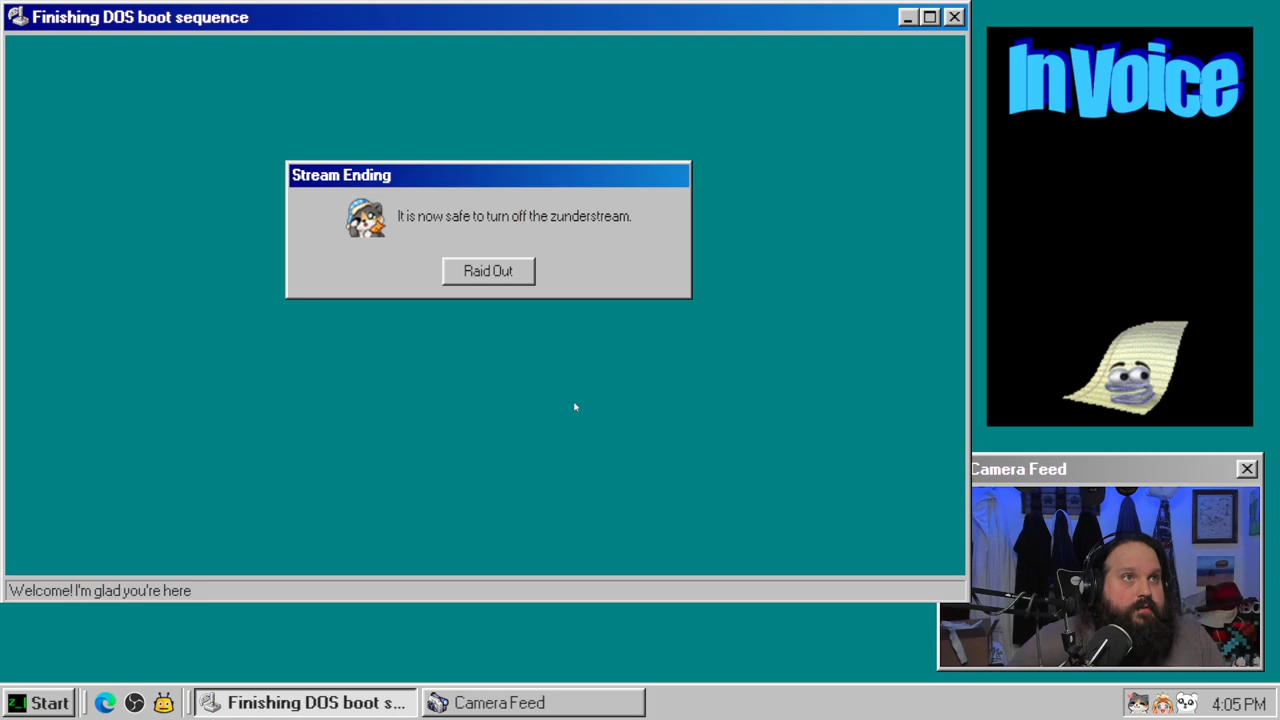 Finishing DOS boot sequence
In Voice
Stream Ending
It is now safe to turn off the zunderstream.
Raid Out
Camera Feed
Welcome! I'm glad you're here
Start
Finishing DOS boot s...
Camera Feed
4:05 PM